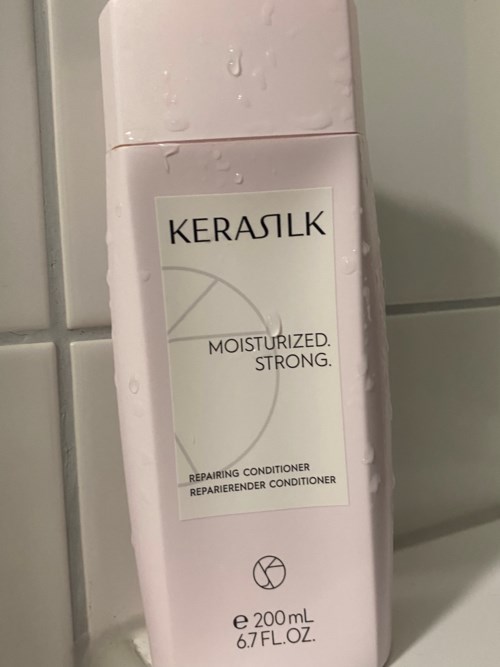 KERASILK
MOISTURIZED.
STRONG.
REPAIRING CONDITIONER
REPARIERENDER CONDITIONER
e 200 mL
6.7 FL.OZ.